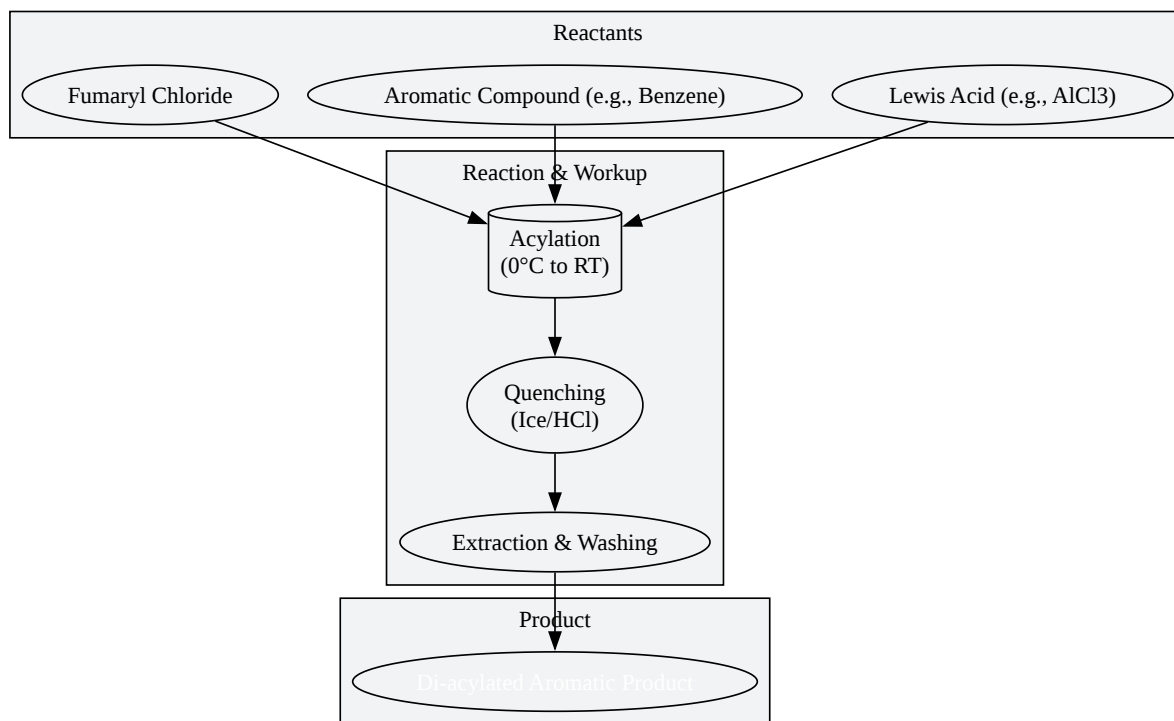 Reactants
Fumaryl Chloride
Aromatic Compound (e.g., Benzene)
Lewis Acid (e.g., AlCl3)
Reaction & Workup
Acylation
(0°C to RT)
Quenching
(Ice/HCl)
Extraction & Washing
Product
Di-acylated Aromatic Product